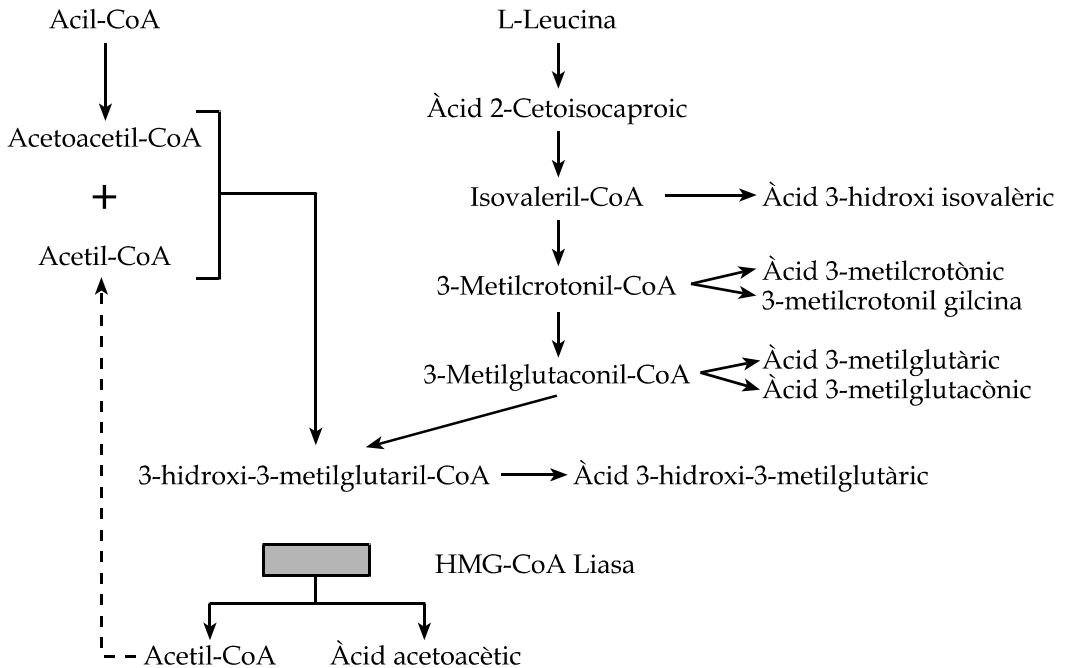 Acil-CoA
L-Leucina
Àcid 2-Cetoisocaproic
Acetoacetil-CoA
+
Isovaleril-CoA
Àcid 3-hidroxi isovalèric
Acetil-CoA
3-Metilcrotonil-CoA
Àcid 3-metilcrotònic
3-metilcrotonil gilcina
3-Metilglutaconil-CoA
Àcid 3-metilglutàric
Àcid 3-metilglutacònic
3-hidroxi-3-metilglutaril-CoA
Àcid 3-hidroxi-3-metilglutàric
HMG-CoA Liasa
Acetil-CoA
Àcid acetoacètic